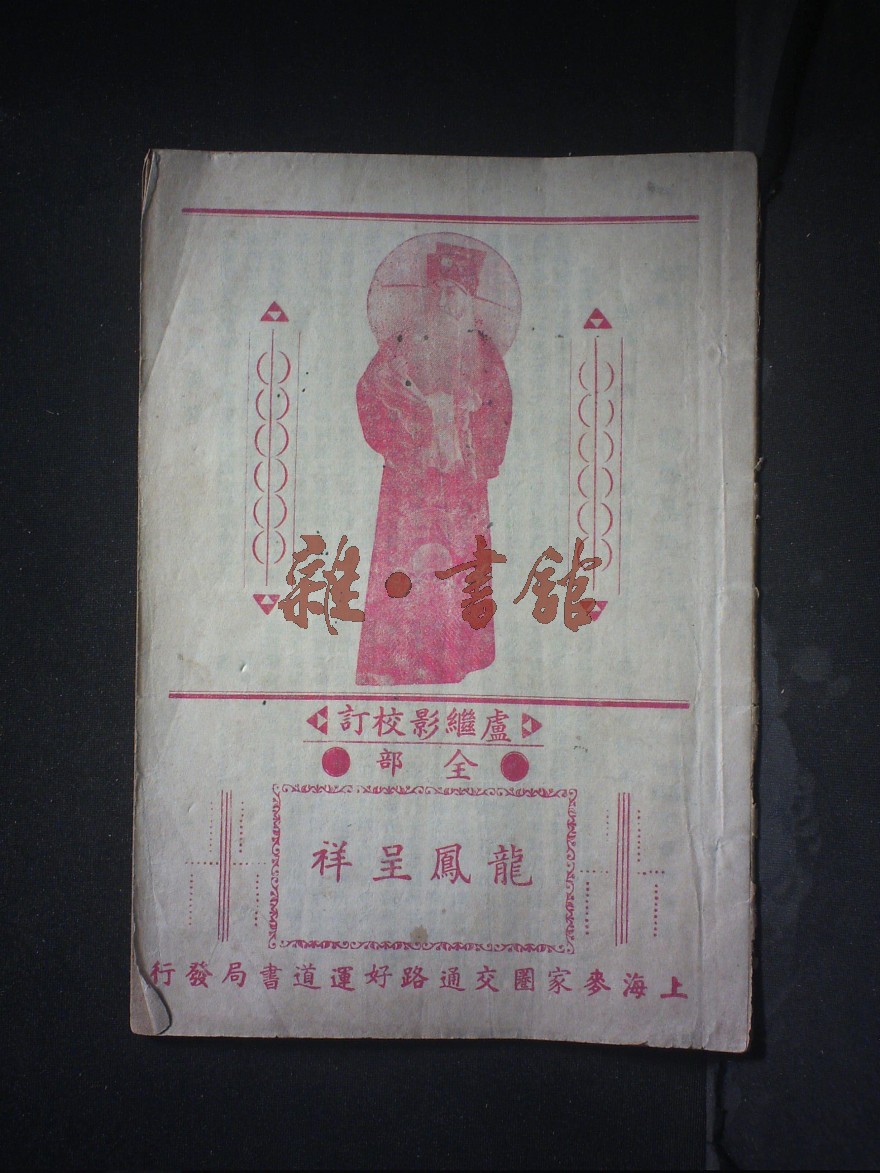 雜·書館
盧繼影校訂
全部
龍鳳呈祥
上海麥家圈交通路好運道書局發行